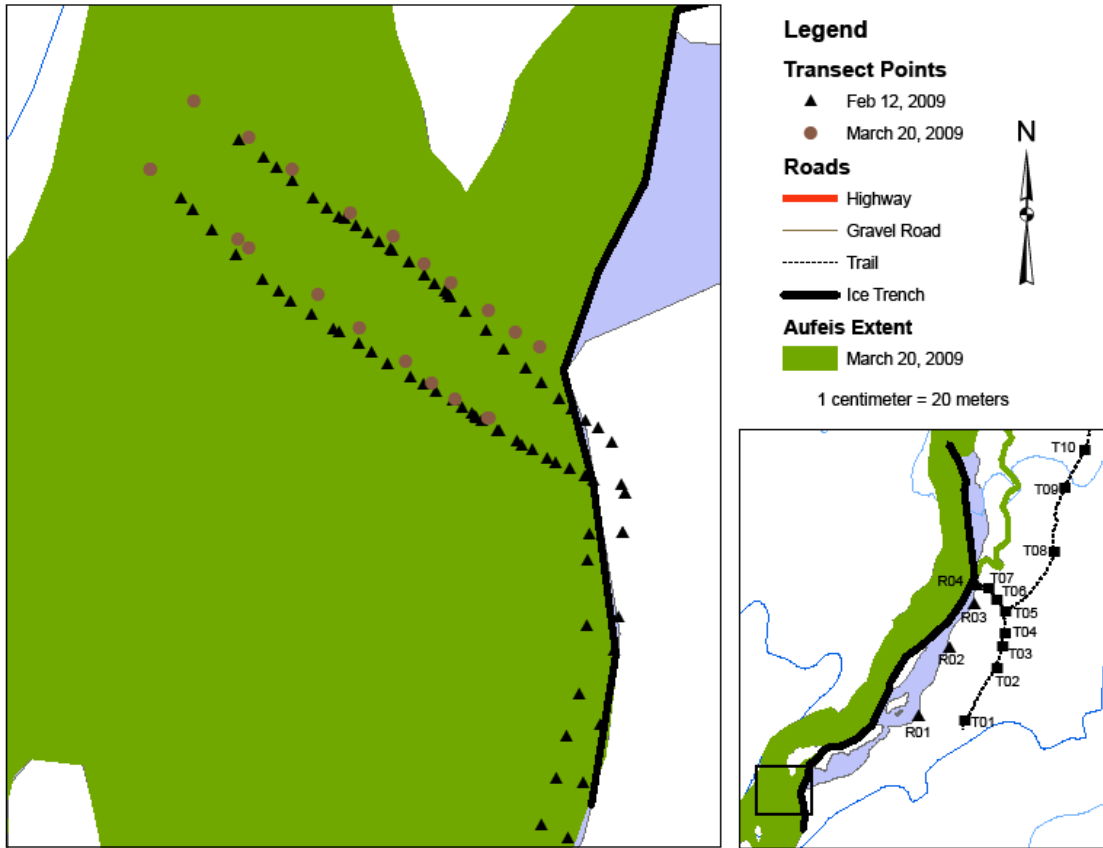 Legend
Transect Points
Feb 12, 2009
March 20, 2009
Roads
Highway
Gravel Road
Trail
Ice Trench
Aufeis Extent
March 20, 2009
1 centimeter = 20 meters
N
T10
T09
T08
T07
R04
T06
R03
T05
T04
R02
T03
T02
R01
T01